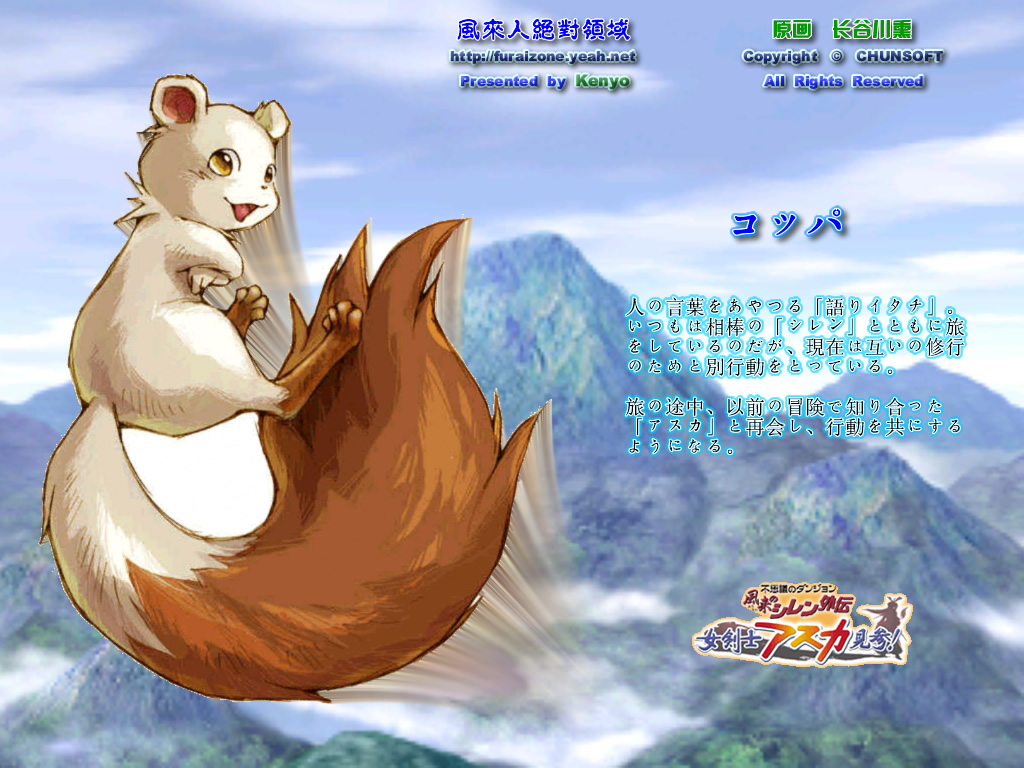 風來人絕對領域
http://furaizone.yeah.net
Presented by Kenyo
原画 长谷川熏
Copyright © CHUNSOFT
All Rights Reserved
コッパ
人の言葉をあやつる『語りイタチ』。
いつもは相棒の『シレン』とともに旅
をしているのだが、現在は互いの修行
のためと別行動をとっている。
旅の途中、以前の冒険で知り合った
『アスカ』と再会し、行動を共にする
ようになる。
不思議のダンジョン
風来のシレン外伝
女剣士アスカ見参!